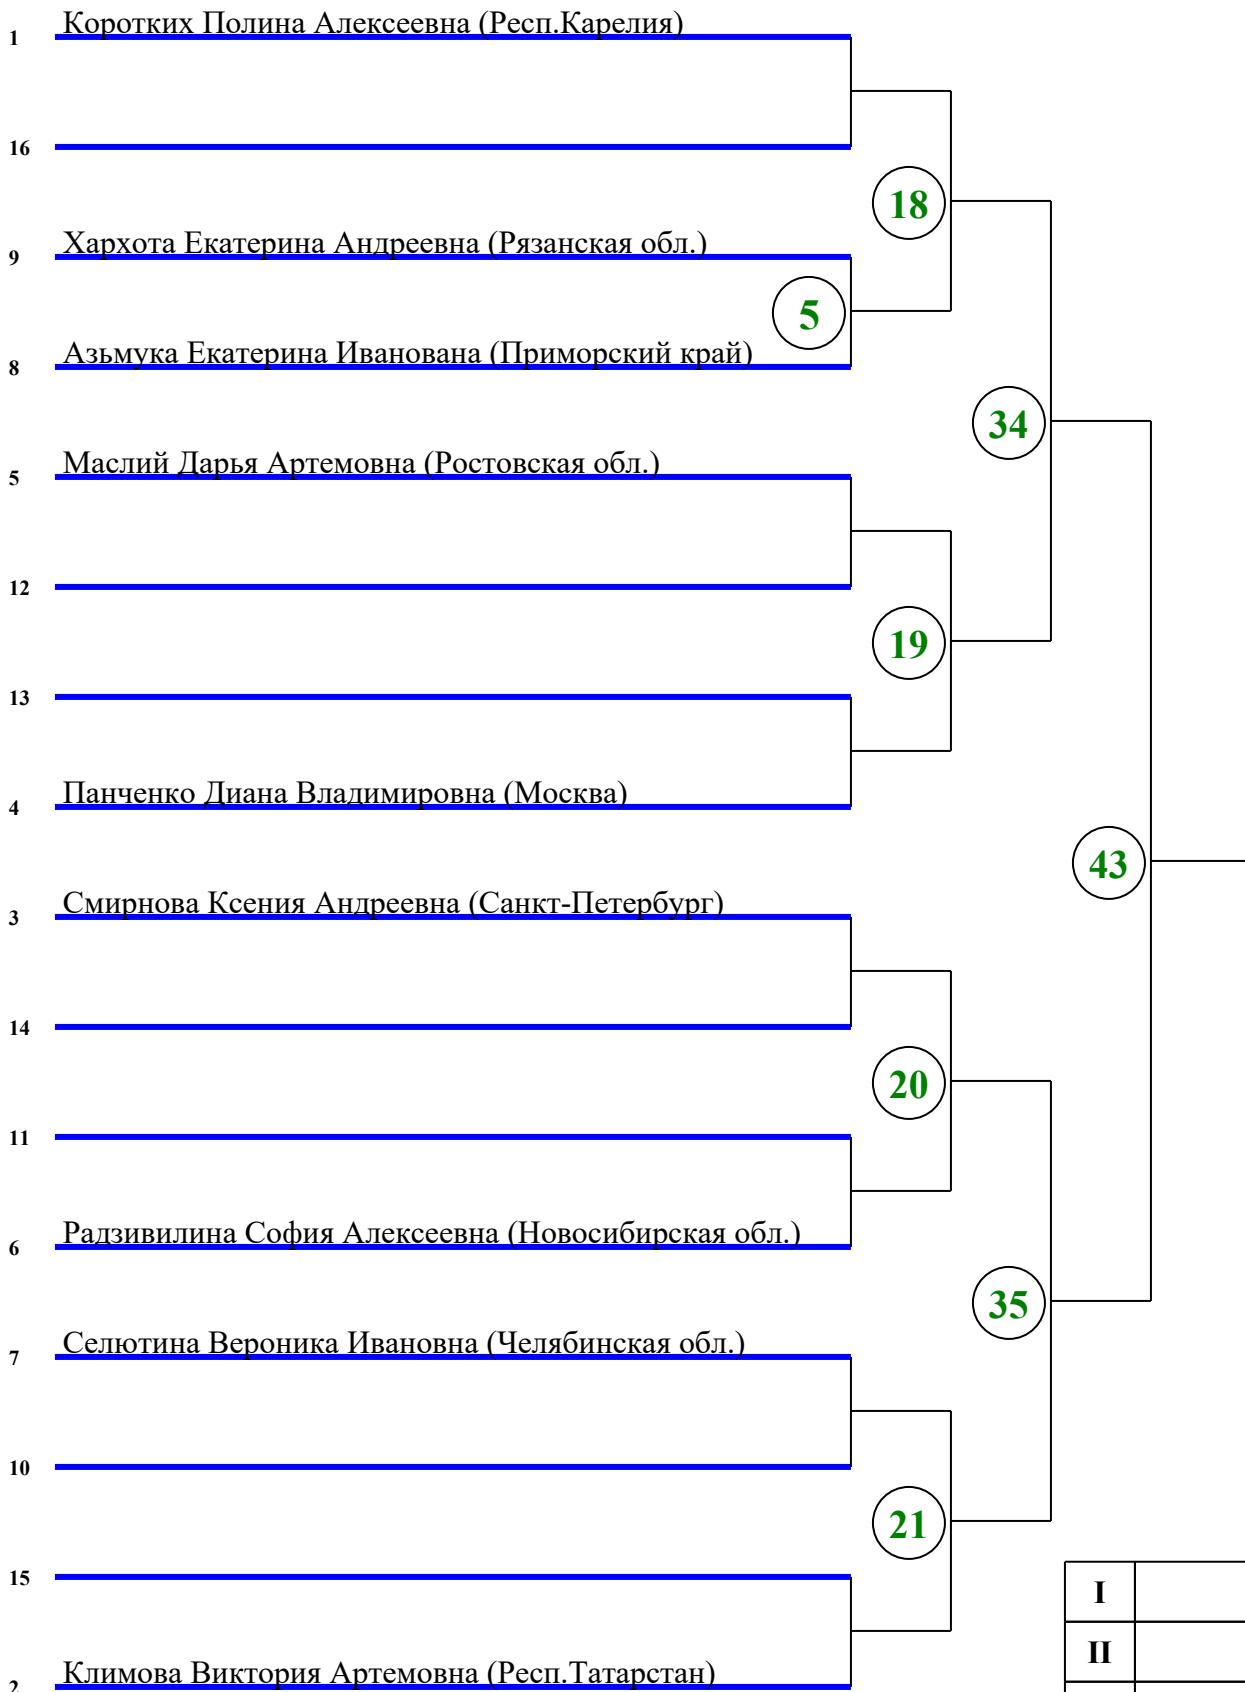 1 Коротких Полина Алексеевна (Респ.Карелия)
16
18
9 Хархота Екатерина Андреевна (Рязанская обл.)
5
8 Азьмука Екатерина Иванована (Приморский край)
34
5 Маслий Дарья Артемовна (Ростовская обл.)
12
19
13
4 Панченко Диана Владимировна (Москва)
43
3 Смирнова Ксения Андреевна (Санкт-Петербург)
14
20
11
6 Радзивилина София Алексеевна (Новосибирская обл.)
35
7 Селютина Вероника Ивановна (Челябинская обл.)
10
21
15
I
II
2 Климова Виктория Артемовна (Респ.Татарстан)